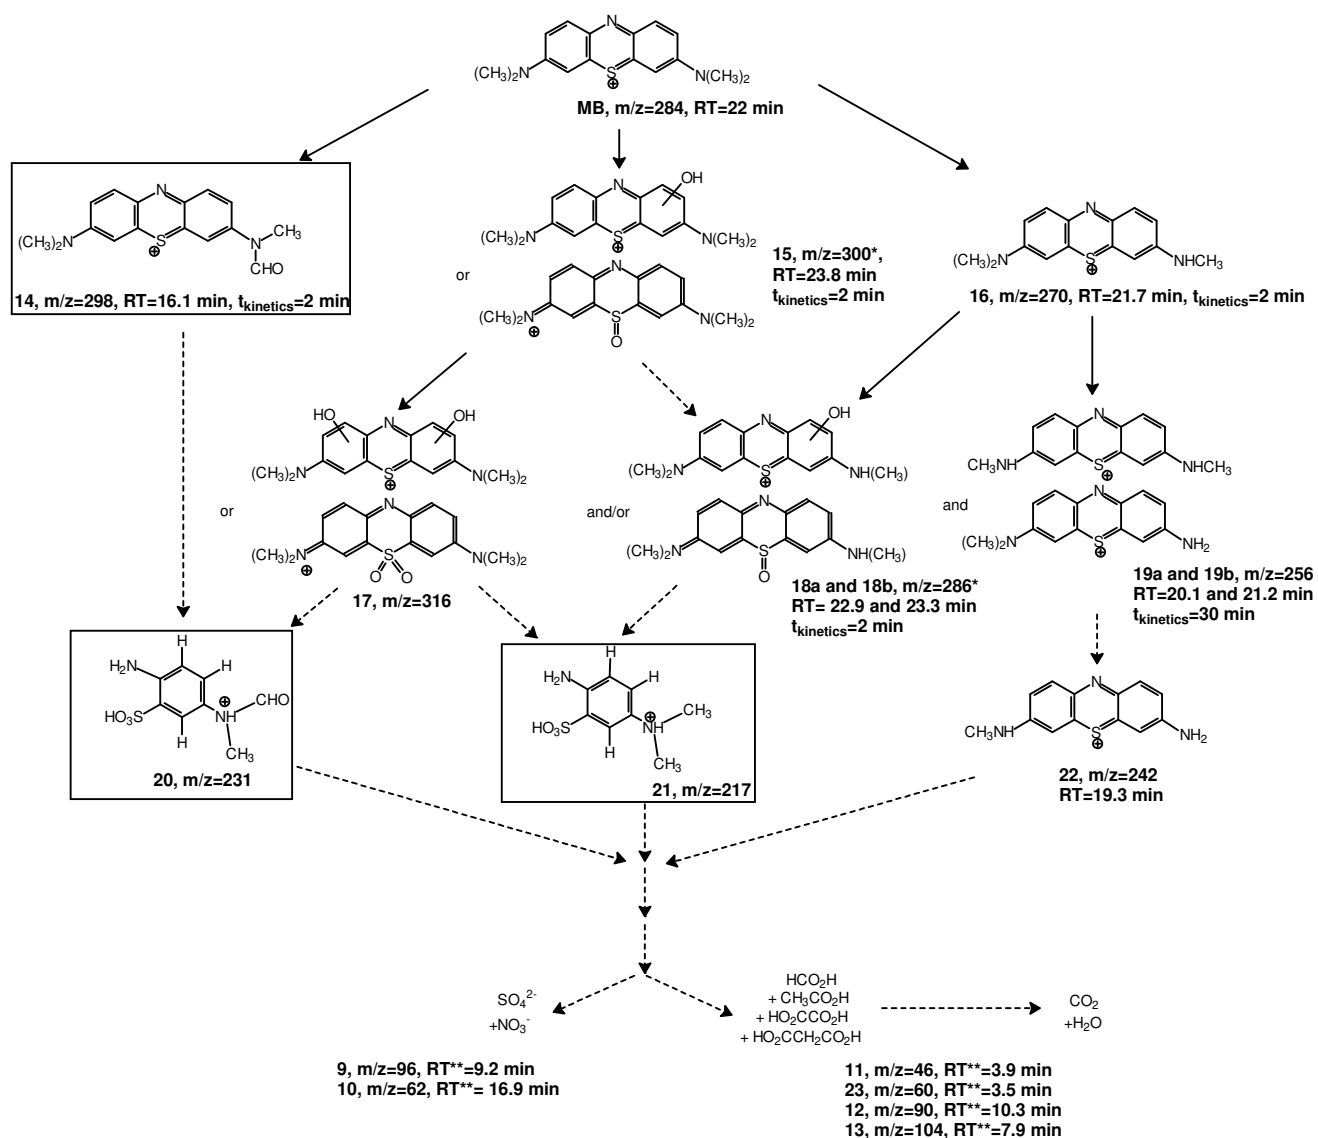 N
(CH3)2N
S
⊕
N(CH3)2
MB, m/z=284, RT=22 min
N
(CH3)2N
S
⊕
N
CH3
CHO
14, m/z=298, RT=16.1 min, tkinetics=2 min
OH
N
(CH3)2N
S
⊕
N(CH3)2
or
N
(CH3)2N
⊕
S
O
N(CH3)2
15, m/z=300*,
RT=23.8 min
tkinetics=2 min
N
(CH3)2N
S
⊕
NHCH3
16, m/z=270, RT=21.7 min, tkinetics=2 min
HO
OH
N
(CH3)2N
S
⊕
N(CH3)2
or
N
(CH3)2N
⊕
S
O
O
N(CH3)2
17, m/z=316
OH
N
(CH3)2N
S
⊕
NH(CH3)
and/or
N
(CH3)2N
S
O
NH(CH3)
18a and 18b, m/z=286*
RT= 22.9 and 23.3 min
tkinetics=2 min
N
CH3NH
S
⊕
NHCH3
and
N
(CH3)2N
S
⊕
NH2
19a and 19b, m/z=256
RT=20.1 and 21.2 min
tkinetics=30 min
H
H2N
H
HO3S
⊕
NH
CHO
H
CH3
20, m/z=231
H
H2N
H
HO3S
⊕
NH
CH3
H
CH3
21, m/z=217
N
CH3NH
S
⊕
NH2
22, m/z=242
RT=19.3 min
SO4 2-
+NO3-
9, m/z=96, RT**=9.2 min
10, m/z=62, RT**= 16.9 min
HCO2H
+ CH3CO2H
+ HO2CCO2H
+ HO2CCH2CO2H
CO2
+H2O
11, m/z=46, RT**=3.9 min
23, m/z=60, RT**=3.5 min
12, m/z=90, RT**=10.3 min
13, m/z=104, RT**=7.9 min